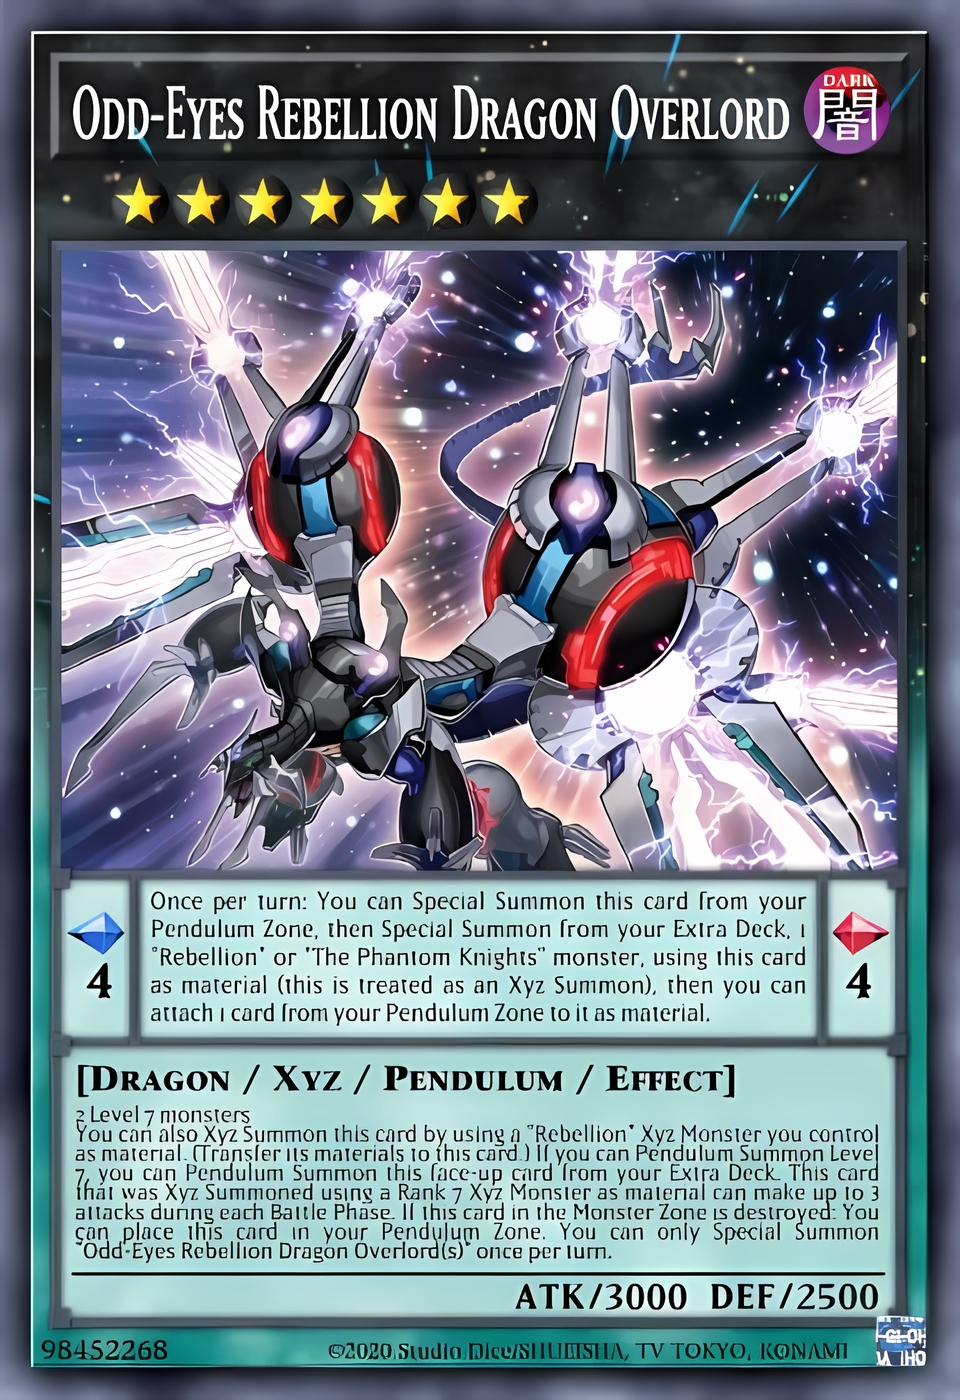 ODD-EYES REBELLION DRAGON OVERLORD
DARK
闇
Once per turn: You can Special Summon this card from your
Pendulum Zone, then Special Summon from your Extra Deck, 1
"Rebellion" or "The Phantom Knights" monster, using this card
as material (this is treated as an Xyz Summon), then you can
attach 1 card from your Pendulum Zone to it as material.
4
4
[DRAGON / XYZ / PENDULUM / EFFECT]
2 Level 7 monsters
You can also Xyz Summon this card by using a "Rebellion" Xyz Monster you control
as material. (Transfer its materials to this card.) If you can Pendulum Summon Level
7, you can Pendulum Summon this face-up card from your Extra Deck. This card
that was Xyz Summoned using a Rank 7 Xyz Monster as material can make up to 3
attacks during each Battle Phase. If this card in the Monster Zone is destroyed: You
can place this card in your Pendulum Zone. You can only Special Summon
"Odd-Eyes Rebellion Dragon Overlord(s)" once per turn.
ATK/3000 DEF/2500
98452268
©2020 Studio Dice/SHUEISHA, TV TOKYO, KONAMI